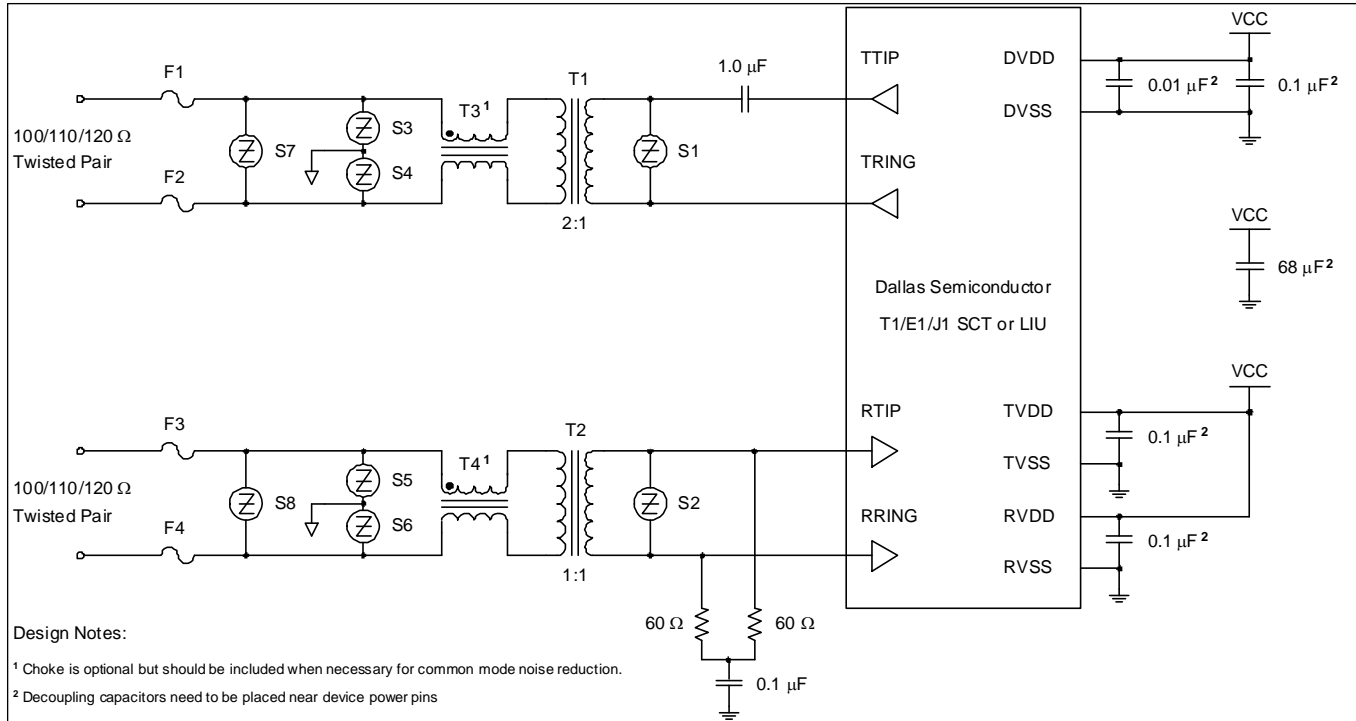 VCC
TTIP
DVDD
F1
T1
1.0 μF
T3¹
0.01 μF²
0.1 μF²
S3
DVSS
100/110/120 Ω
Twisted Pair
S7
S1
S4
TRING
F2
2:1
VCC
68 μF²
Dallas Semiconductor
T1/E1/J1 SCT or LIU
VCC
F3
T2
RTIP
TVDD
T4¹
0.1 μF²
S5
TVSS
100/110/120 Ω
Twisted Pair
S8
S2
S6
RRING
RVDD
F4
0.1 μF²
1:1
RVSS
60 Ω
60 Ω
0.1 μF
Design Notes:
¹ Choke is optional but should be included when necessary for common mode noise reduction.
² Decoupling capacitors need to be placed near device power pins